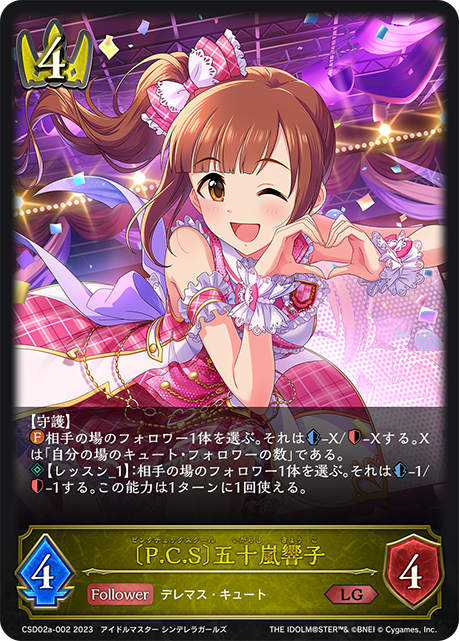 4
【守護】
F相手の場のフォロワー1体を選ぶ。それは-X/-Xする。X
は「自分の場のキュート・フォロワーの数」である。
【レッスン_1】:相手の場のフォロワー1体を選ぶ。それは-1/
-1する。この能力は1ターンに1回使える。
ピンクチェックスクール いがらし きょうこ
〔P.C.S〕五十嵐響子
4
Follower デレマス・キュート LG
4
CSD02a-002 2023 アイドルマスター シンデレラガールズ THE IDOLM@STER™& ©BNEI © Cygames, Inc.